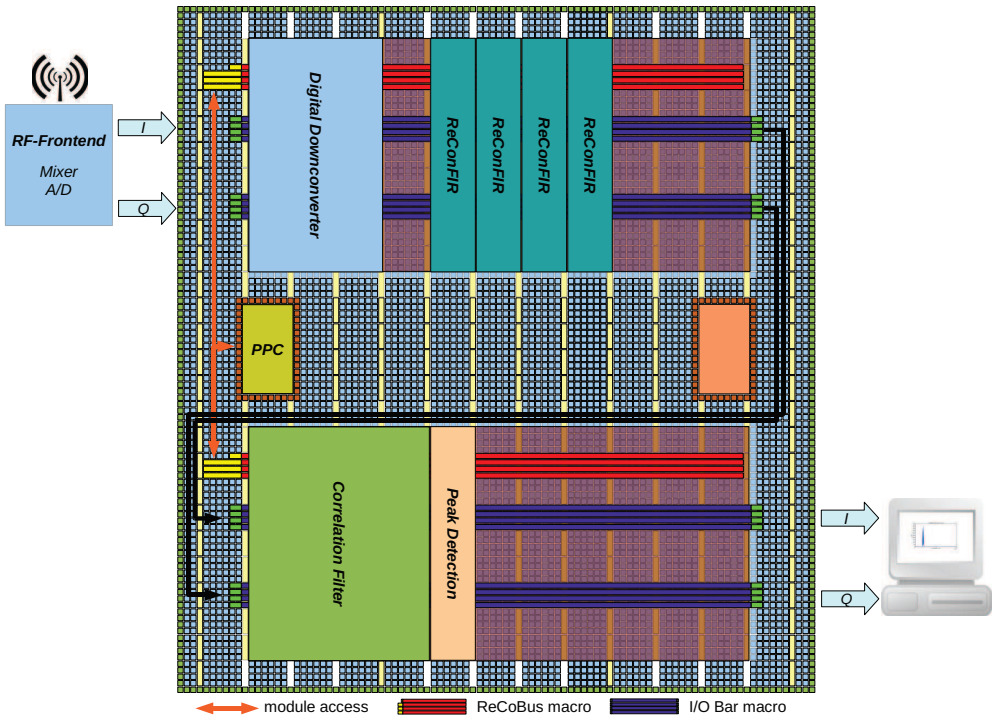 RF-Frontend
Mixer
A/D
I
Q
Digital Downconverter
ReConFIR
ReConFIR
ReConFIR
ReConFIR
PPC
Correlation Filter
Peak Detection
I
Q
module access
ReCoBus macro
I/O Bar macro